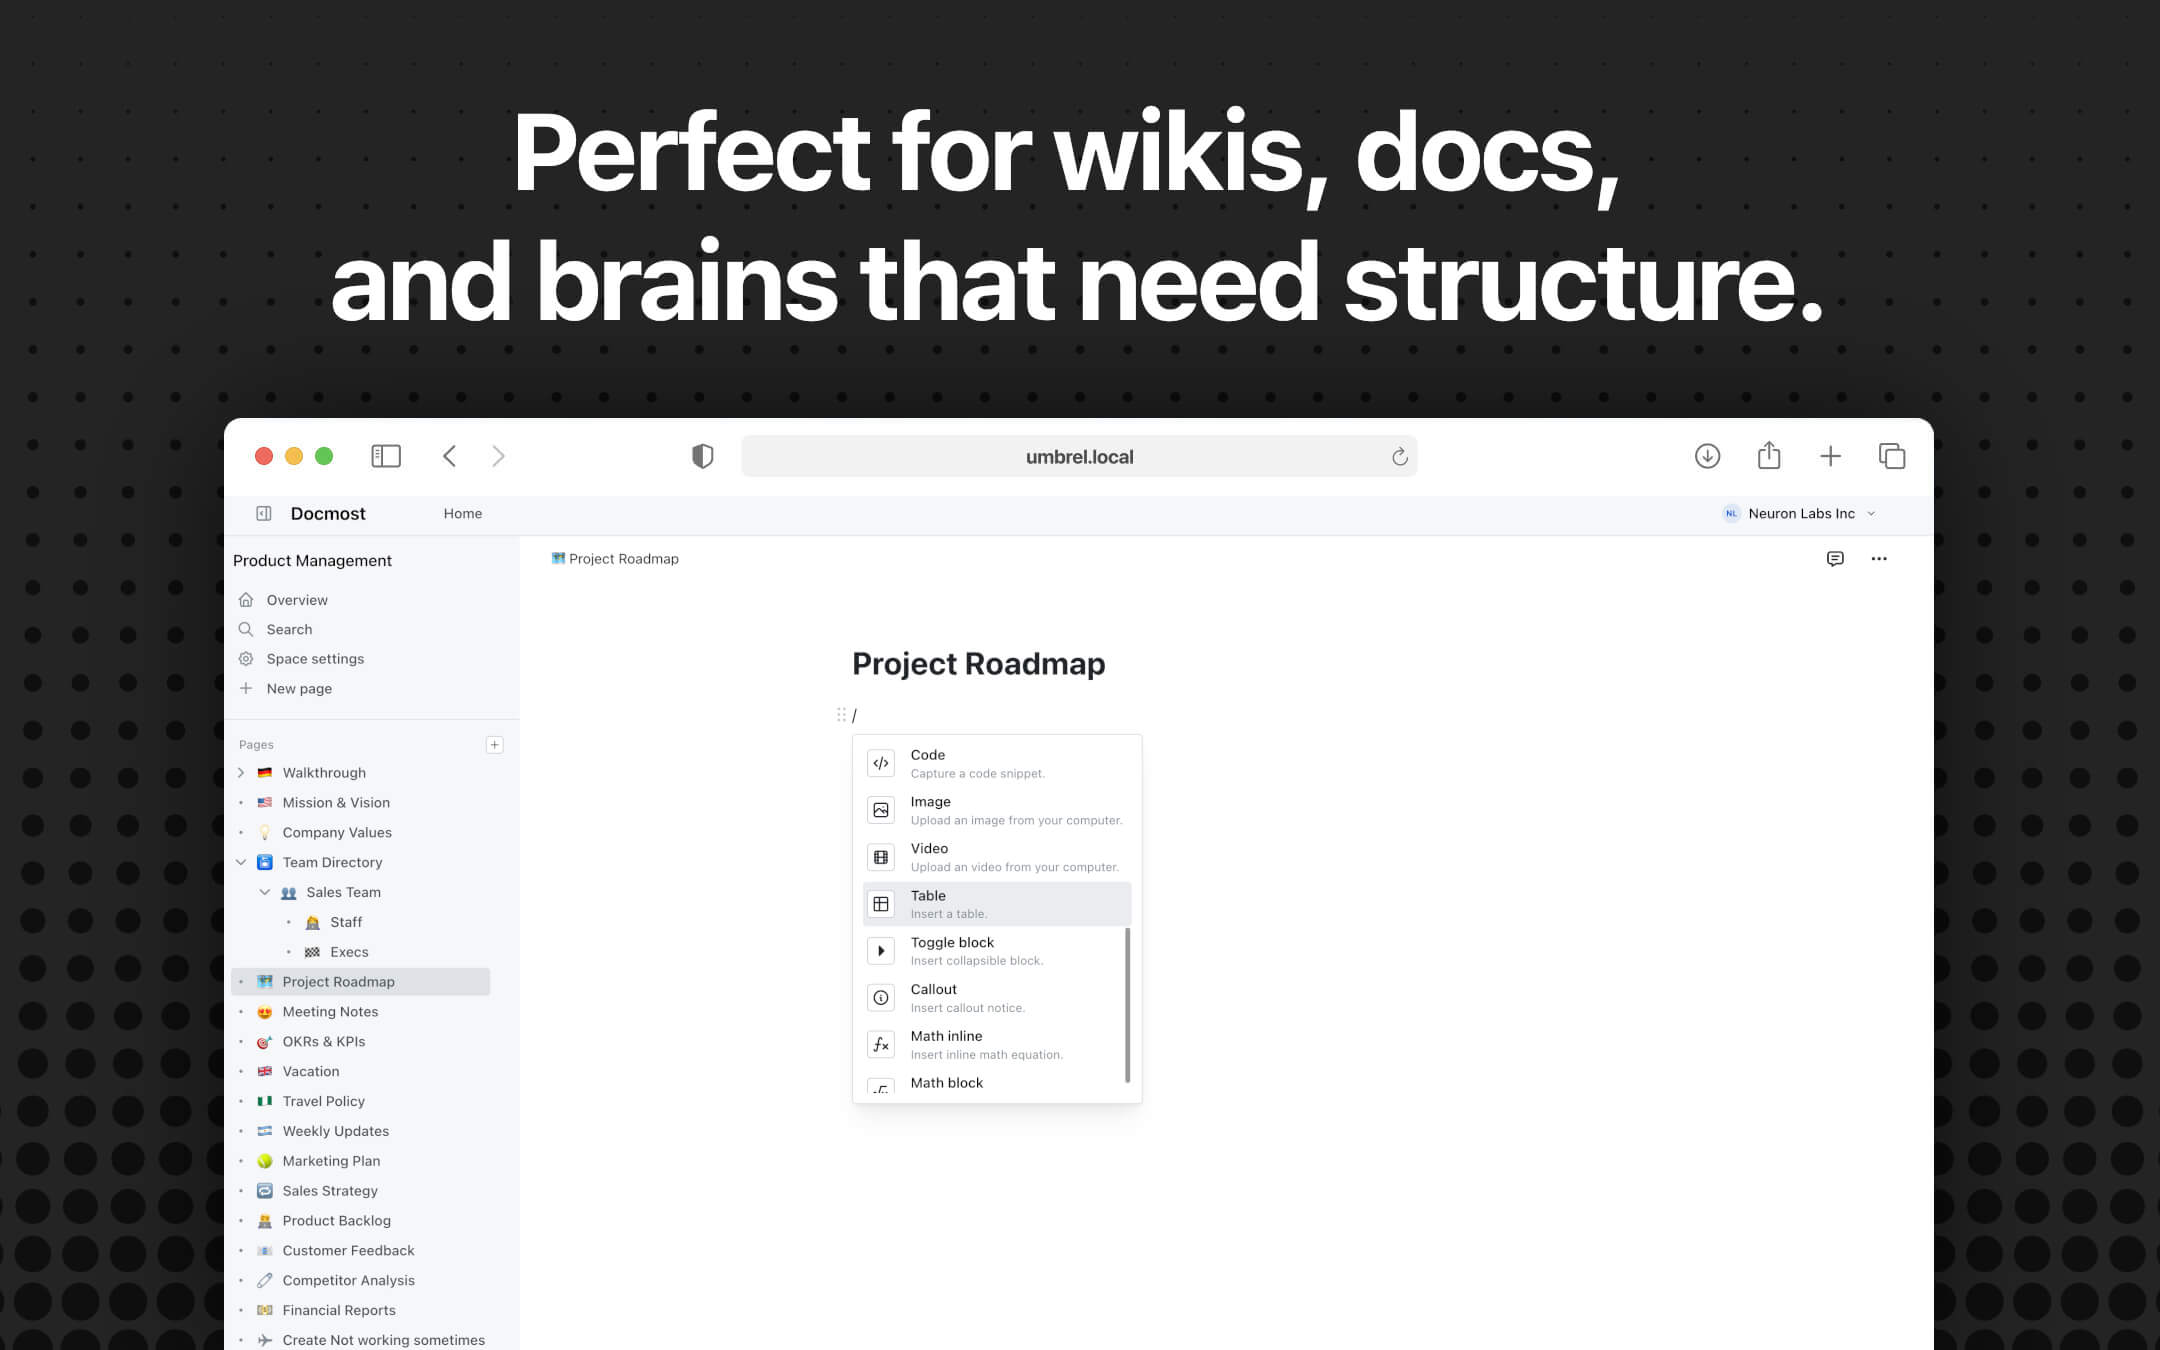 Perfect for wikis, docs,
and brains that need structure.
umbrel.local
Docmost
Home
NL
Neuron Labs Inc
Product Management
Overview
Search
Space settings
New page
Pages
Walkthrough
Mission & Vision
Company Values
Team Directory
Sales Team
Staff
Execs
Project Roadmap
Meeting Notes
OKRs & KPIs
Vacation
Travel Policy
Weekly Updates
Marketing Plan
Sales Strategy
Product Backlog
Customer Feedback
Competitor Analysis
Financial Reports
Create Not working sometimes
Project Roadmap
Project Roadmap
/
Code
Capture a code snippet.
Image
Upload an image from your computer.
Video
Upload an video from your computer.
Table
Insert a table.
Toggle block
Insert collapsible block.
Callout
Insert callout notice.
Math inline
Insert inline math equation.
Math block